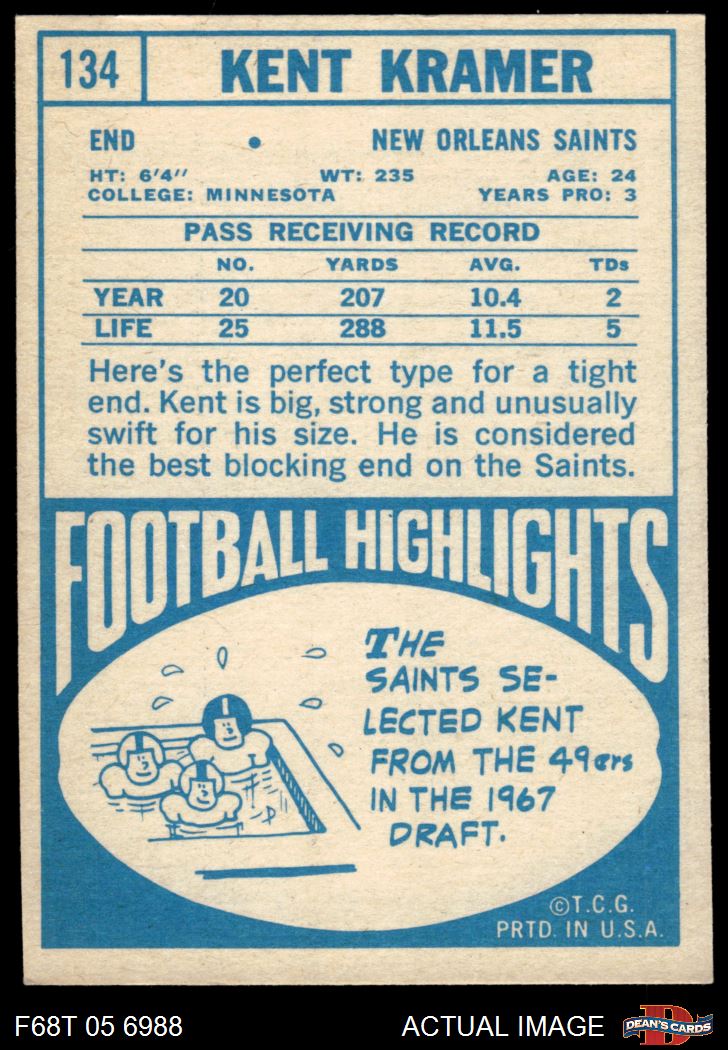 134 KENT KRAMER
END • NEW ORLEANS SAINTS
HT: 6'4" WT: 235 AGE: 24
COLLEGE: MINNESOTA YEARS PRO: 3
PASS RECEIVING RECORD
NO. YARDS AVG. TDs
YEAR 20 207 10.4 2
LIFE 25 288 11.5 5
Here's the perfect type for a tight
end. Kent is big, strong and unusually
swift for his size. He is considered
the best blocking end on the Saints.
FOOTBALL HIGHLIGHTS
THE
SAINTS SE-
LECTED KENT
FROM THE 49ers
IN THE 1967
DRAFT.
©T.C.G.
PRTD. IN U.S.A.
F68T 05 6988 ACTUAL IMAGE DEAN'S CARDS